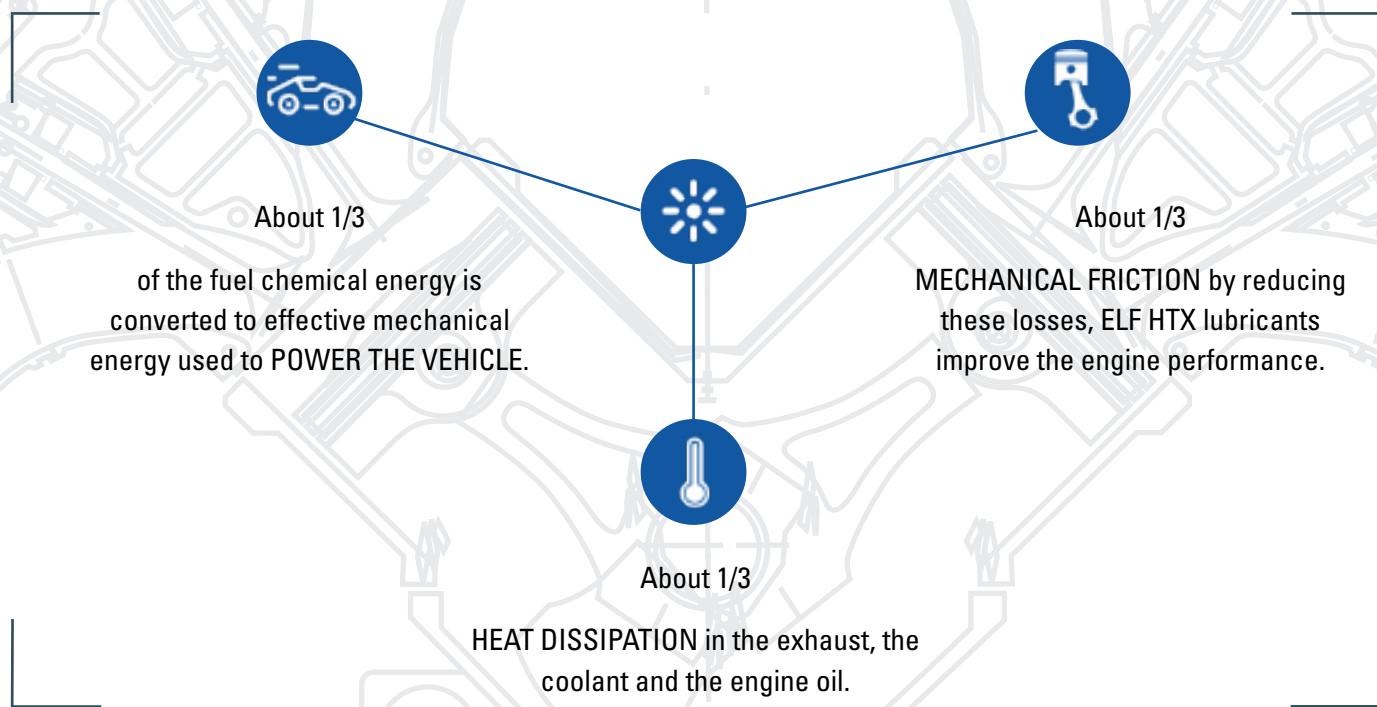 About 1/3
of the fuel chemical energy is
converted to effective mechanical
energy used to POWER THE VEHICLE.
About 1/3
MECHANICAL FRICTION by reducing
these losses, ELF HTX lubricants
improve the engine performance.
About 1/3
HEAT DISSIPATION in the exhaust, the
coolant and the engine oil.